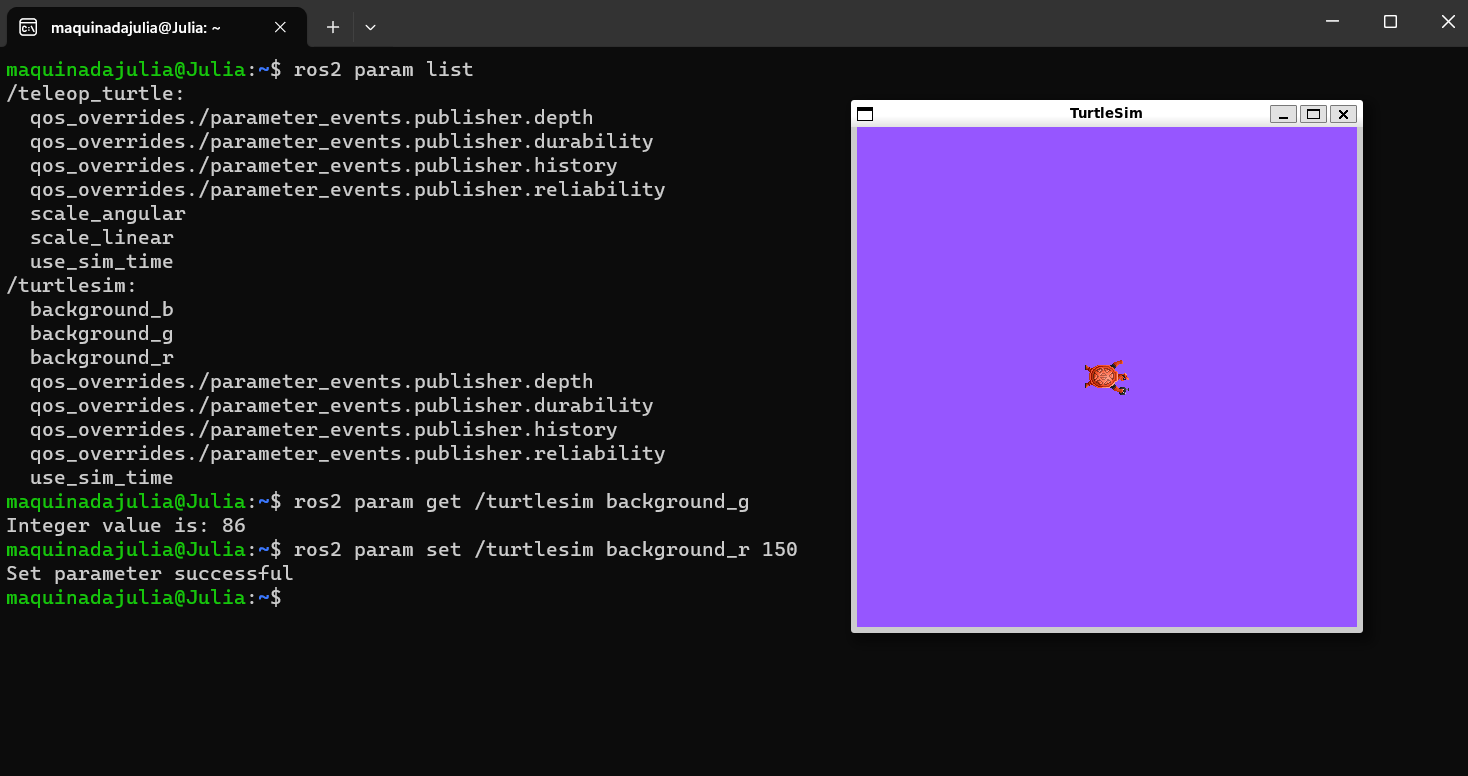 maquinadajulia@Julia: ~
maquinadajulia@Julia:~$ ros2 param list
/teleop_turtle:
  qos_overrides./parameter_events.publisher.depth
  qos_overrides./parameter_events.publisher.durability
  qos_overrides./parameter_events.publisher.history
  qos_overrides./parameter_events.publisher.reliability
  scale_angular
  scale_linear
  use_sim_time
/turtlesim:
  background_b
  background_g
  background_r
  qos_overrides./parameter_events.publisher.depth
  qos_overrides./parameter_events.publisher.durability
  qos_overrides./parameter_events.publisher.history
  qos_overrides./parameter_events.publisher.reliability
  use_sim_time
maquinadajulia@Julia:~$ ros2 param get /turtlesim background_g
Integer value is: 86
maquinadajulia@Julia:~$ ros2 param set /turtlesim background_r 150
Set parameter successful
maquinadajulia@Julia:~$
TurtleSim